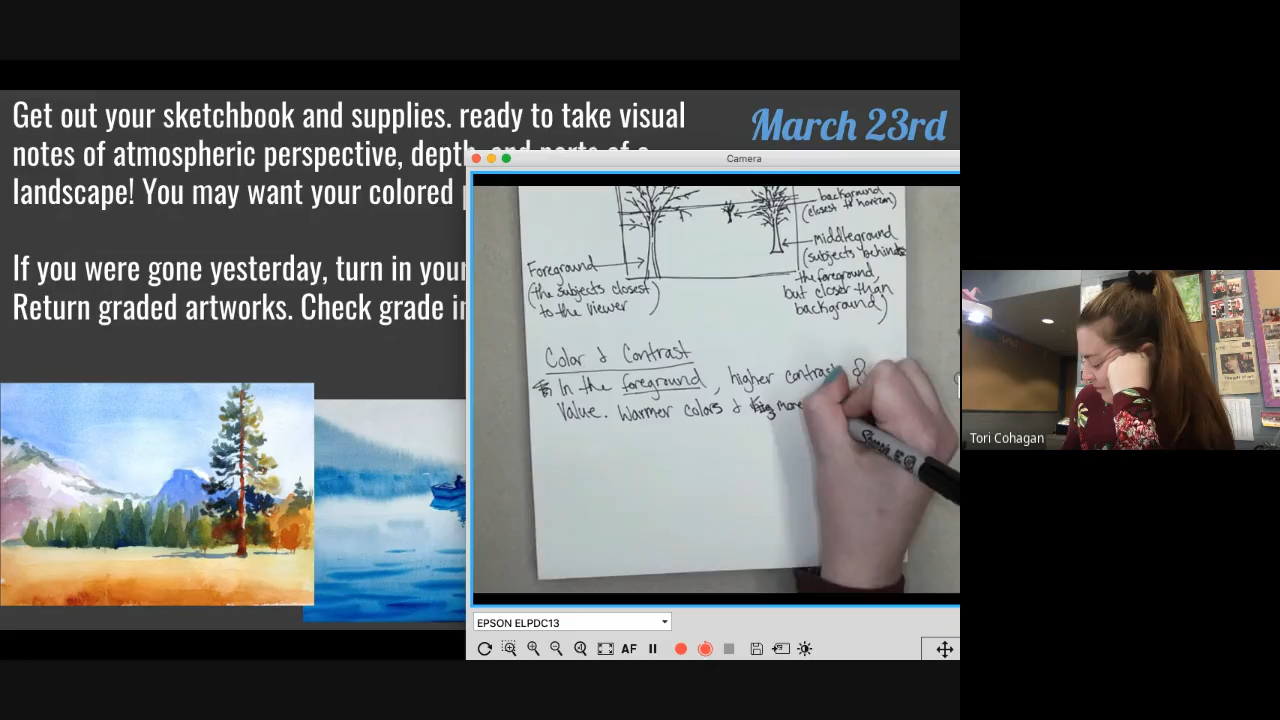 Get out your sketchbook and supplies. ready to take visual
notes of atmospheric perspective, depth, and parts of a
landscape! You may want your colored
If you were gone yesterday, turn in your
Return graded artworks. Check grade in
March 23rd
Camera
background
(closest to horizon)
middleground
(subjects behind
the foreground
but closer than
background)
Foreground
(the subjects closest
to the viewer)
Color & Contrast
In the foreground, higher contrast &
value. Warmer colors & more
EPSON ELPDC13
AF
Tori Cohagan